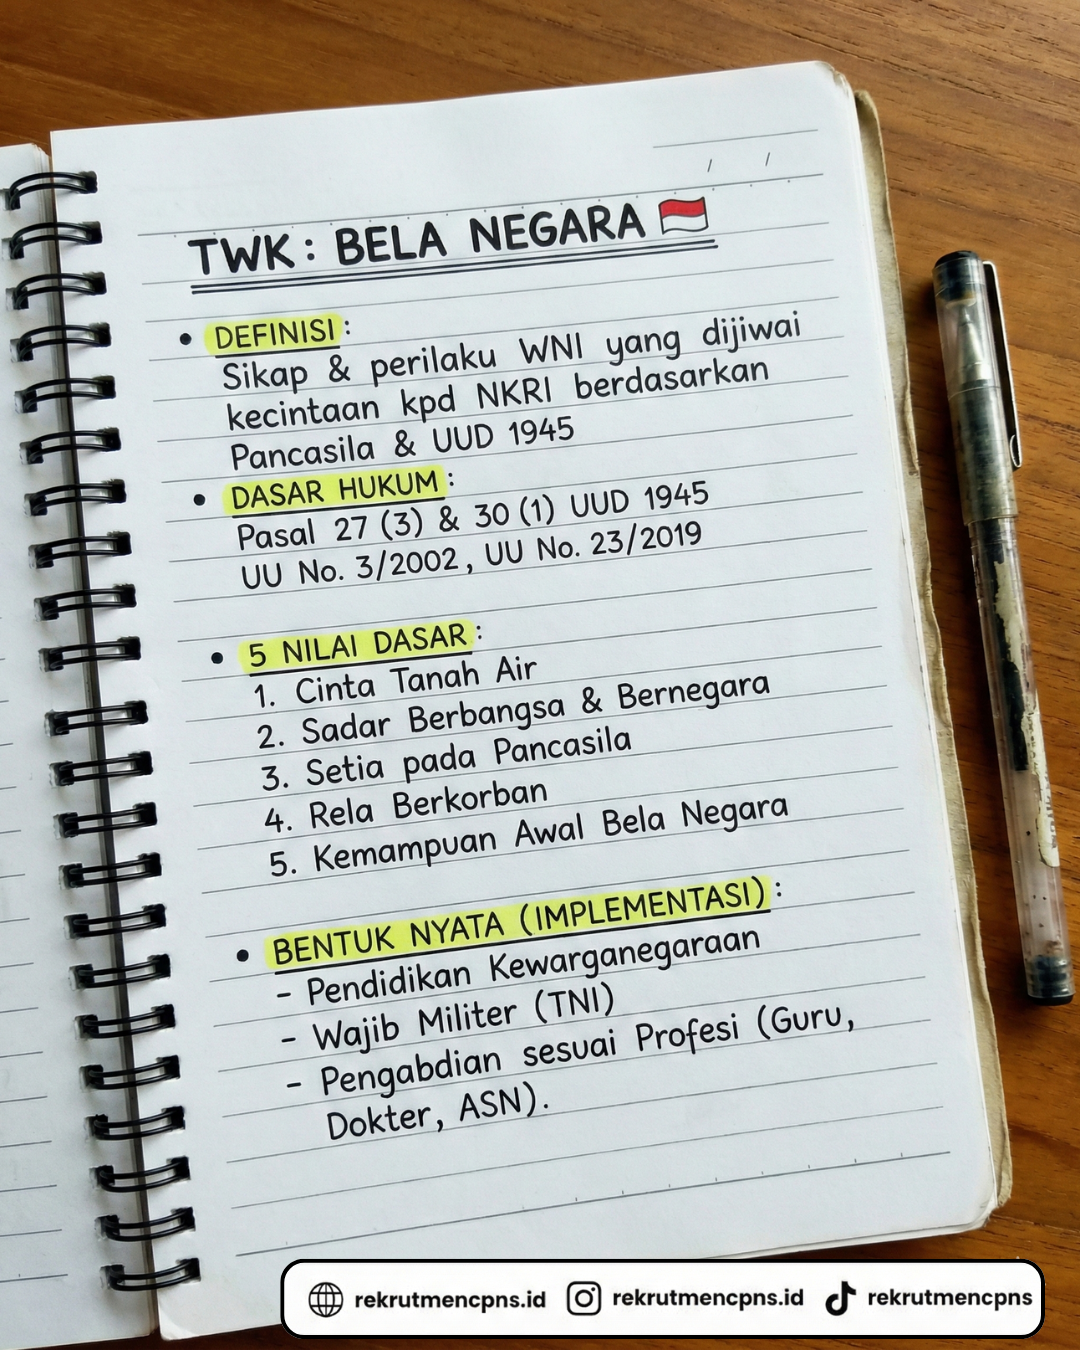 TWK: BELA NEGARA 🇮🇩
• DEFINISI:
Sikap & perilaku WNI yang dijiwai
kecintaan kpd NKRI berdasarkan
Pancasila & UUD 1945
• DASAR HUKUM:
Pasal 27 (3) & 30 (1) UUD 1945
UU No. 3/2002, UU No. 23/2019
• 5 NILAI DASAR:
1. Cinta Tanah Air
2. Sadar Berbangsa & Bernegara
3. Setia pada Pancasila
4. Rela Berkorban
5. Kemampuan Awal Bela Negara
• BENTUK NYATA (IMPLEMENTASI):
- Pendidikan Kewarganegaraan
- Wajib Militer (TNI)
- Pengabdian sesuai Profesi (Guru,
Dokter, ASN).
rekrutmencpns.id rekrutmencpns.id rekrutmencpns